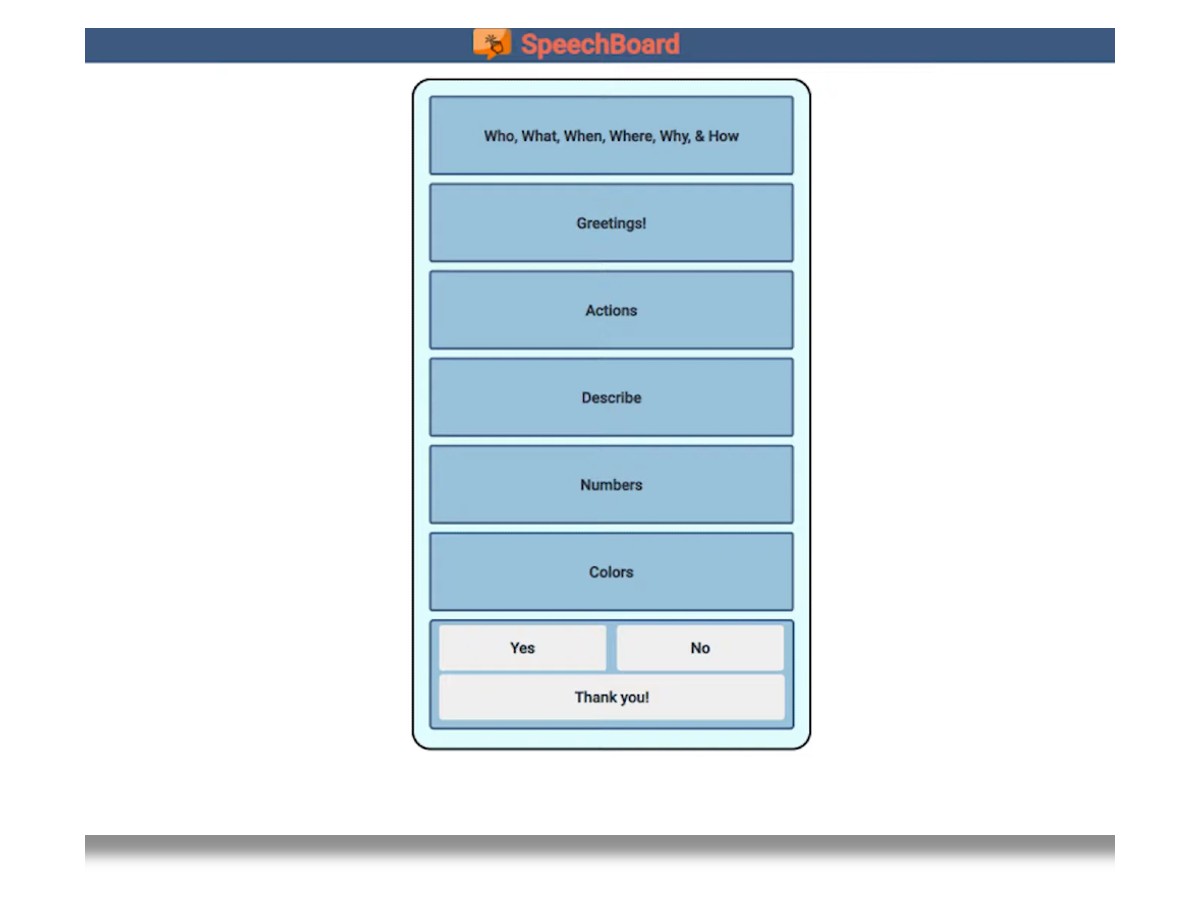 SpeechBoard
Who, What, When, Where, Why, & How
Greetings!
Actions
Describe
Numbers
Colors
Yes No
Thank you!